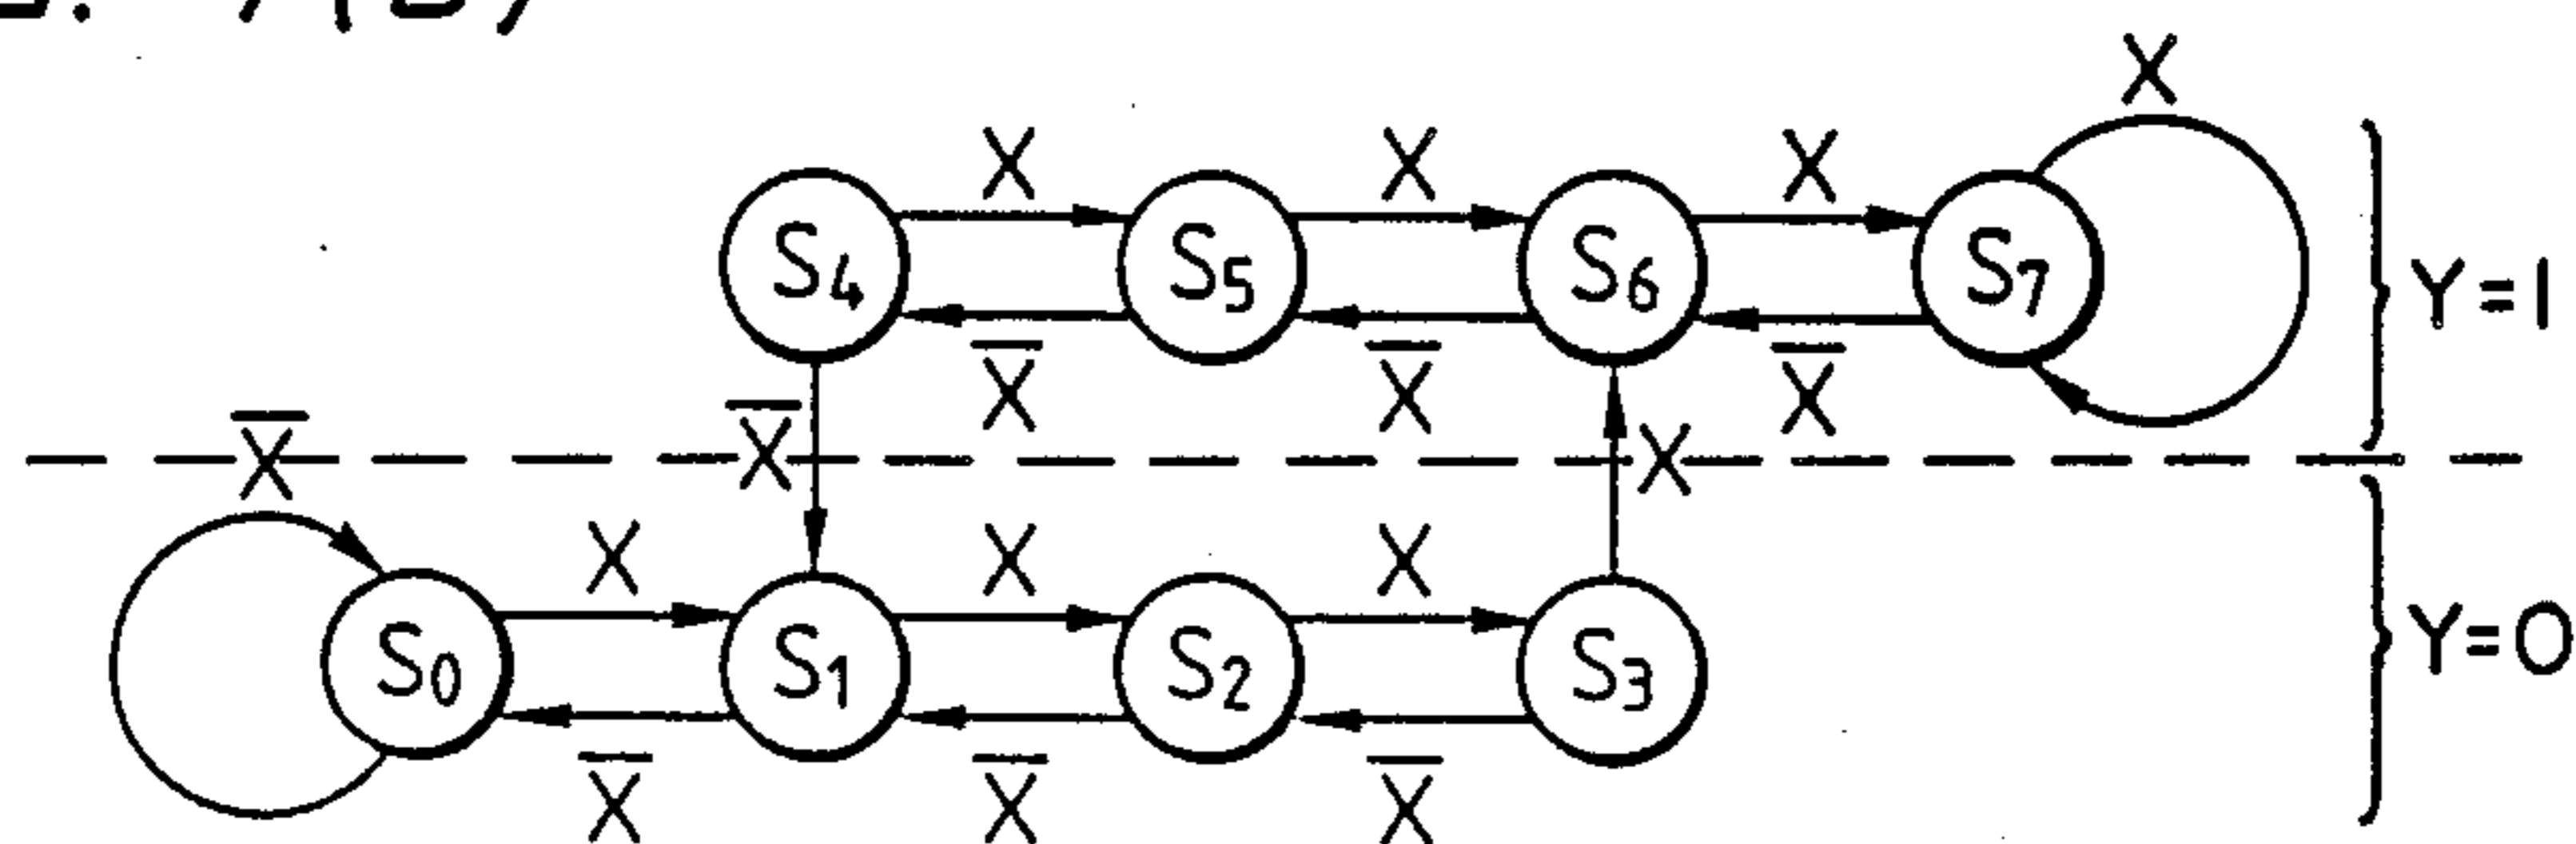 X
X X X
S4 S5 S6 S7
Y=1
X̅ X̅ X̅
X̅ X̅ X
X X X
S0 S1 S2 S3
Y=0
X̅ X̅ X̅